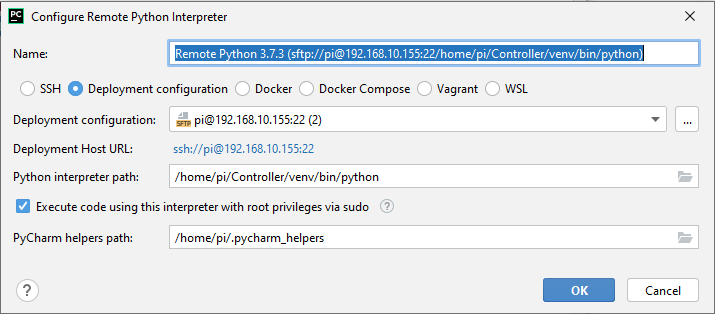 PC Configure Remote Python Interpreter
Name: Remote Python 3.7.3 (sftp://pi@192.168.10.155:22/home/pi/Controller/venv/bin/python)
SSH Deployment configuration Docker Docker Compose Vagrant WSL
Deployment configuration: SFTP pi@192.168.10.155:22 (2) ...
Deployment Host URL: ssh://pi@192.168.10.155:22
Python interpreter path: /home/pi/Controller/venv/bin/python
Execute code using this interpreter with root privileges via sudo ?
PyCharm helpers path: /home/pi/.pycharm_helpers
? OK Cancel